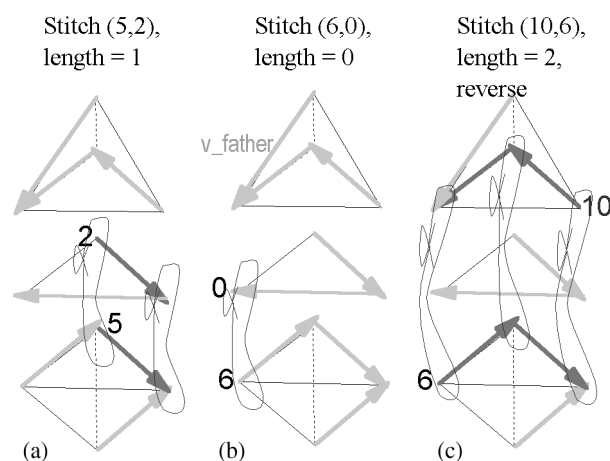 Stitch (5,2),
length = 1
Stitch (6,0)
length = 0
Stitch (10,6),
length = 2,
reverse
v_father
10
2
0
5
6
6
(a)
(b)
(c)